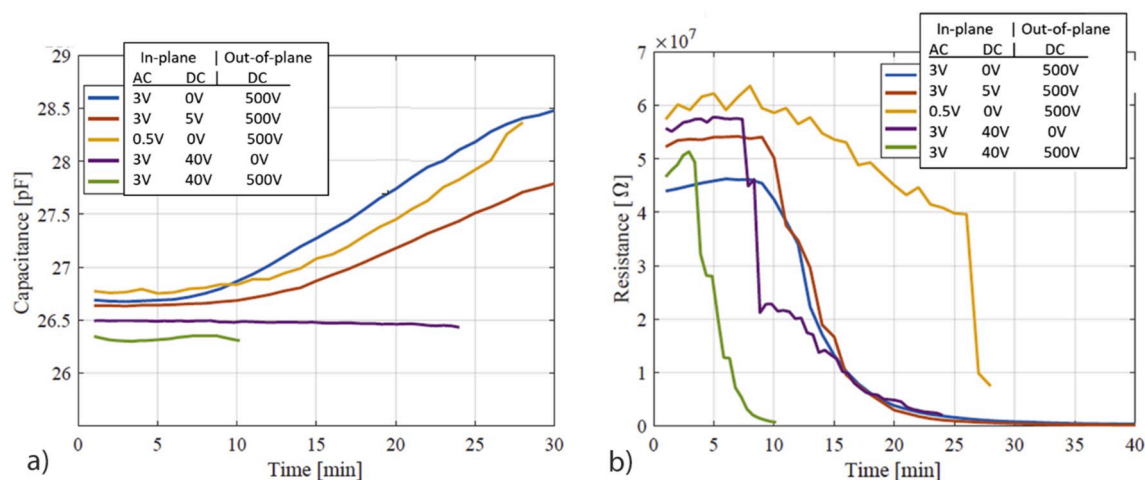 In-plane | Out-of-plane
AC DC | DC
3V 0V 500V
3V 5V 500V
0.5V 0V 500V
3V 40V 0V
3V 40V 500V
29
28.5
28
27.5
27
26.5
26
Capacitance [pF]
0 5 10 15 20 25 30
Time [min]
a)
In-plane | Out-of-plane
AC DC | DC
3V 0V 500V
3V 5V 500V
0.5V 0V 500V
3V 40V 0V
3V 40V 500V
×10⁷
7
6
5
4
3
2
1
0
Resistance [Ω]
0 5 10 15 20 25 30 35 40
Time [min]
b)